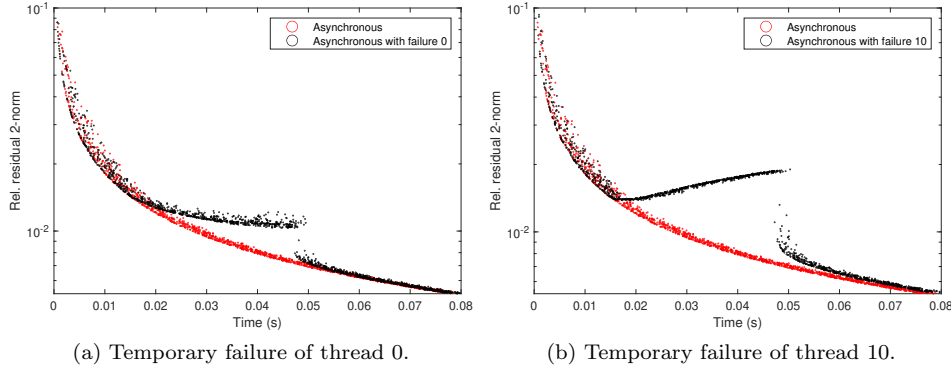 10^-1
10^-2
Rel. residual 2-norm
Asynchronous
Asynchronous with failure 0
0 0.01 0.02 0.03 0.04 0.05 0.06 0.07 0.08
Time (s)
(a) Temporary failure of thread 0.
10^-1
10^-2
Rel. residual 2-norm
Asynchronous
Asynchronous with failure 10
0 0.01 0.02 0.03 0.04 0.05 0.06 0.07 0.08
Time (s)
(b) Temporary failure of thread 10.